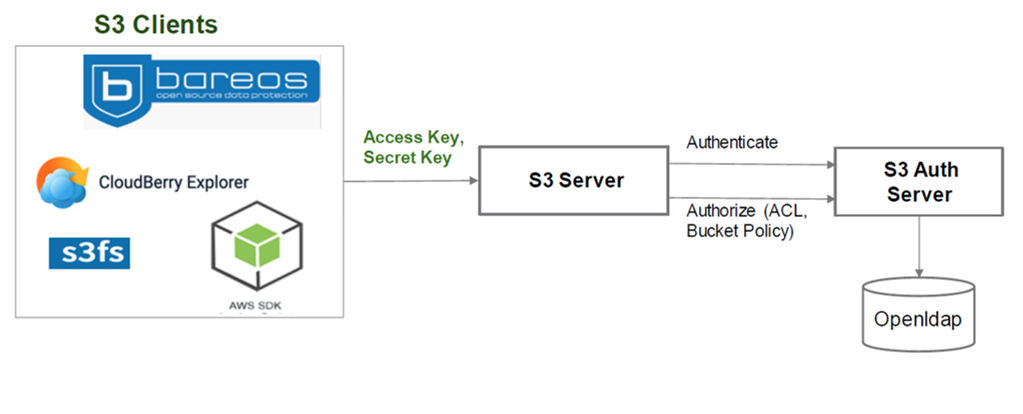 S3 Clients
b
bareos
open source data protection
CloudBerry Explorer
s3fs
AWS SDK
Access Key,
Secret Key
S3 Server
Authenticate
Authorize (ACL,
Bucket Policy)
S3 Auth
Server
Openldap